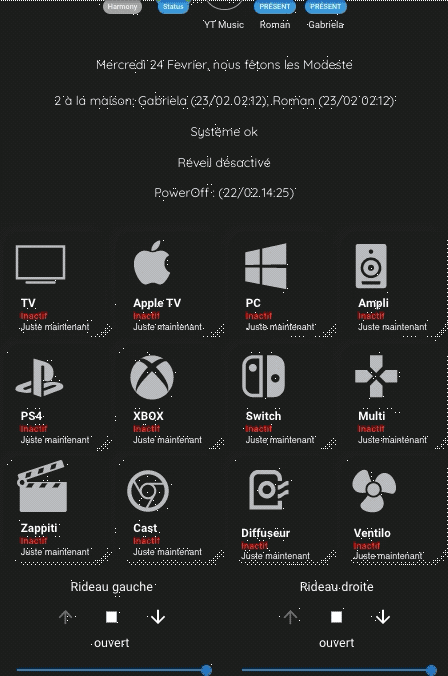 Harmony Status PRÉSENT PRÉSENT
YT Music Roman Gabriela
Mercredi 24 Fevrier, nous fêtons les Modeste
2 à la maison: Gabriela (23/02.02:12), Roman (23/02.02:12)
Système ok
Réveil désactivé
PowerOff : (22/02.14:25)
TV Apple TV PC Ampli
Inactif Inactif Inactif Inactif
Juste maintenant Juste maintenant Juste maintenant Juste maintenant
PS4 XBOX Switch Multi
Inactif Inactif Inactif Inactif
Juste maintenant Juste maintenant Juste maintenant Juste maintenant
Zappiti Cast Diffuseur Ventilo
Inactif Inactif Inactif Inactif
Juste maintenant Juste maintenant Juste maintenant Juste maintenant
Rideau gauche Rideau droite
ouvert ouvert